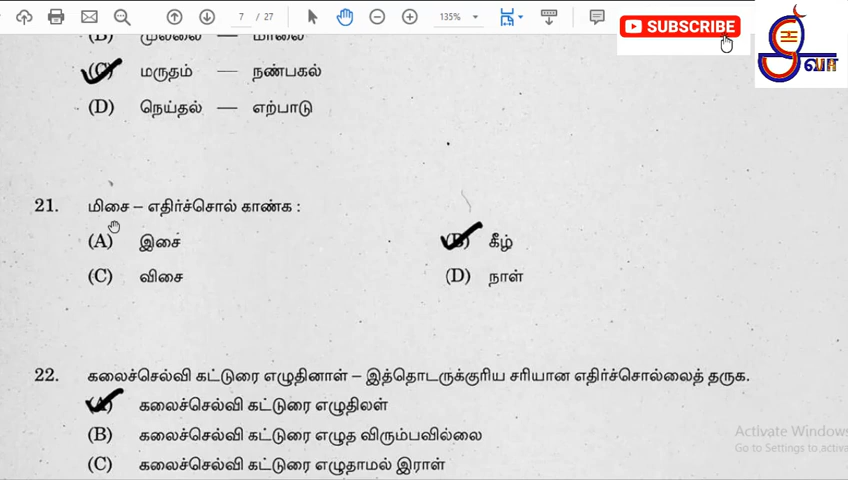 7 / 27
135%
SUBSCRIBE
வா
(B) முல்லை — மாலை
(C) மருதம் — நண்பகல்
(D) நெய்தல் — எற்பாடு
21. மிசை – எதிர்ச்சொல் காண்க :
(A) இசை (B) கீழ்
(C) விசை (D) நாள்
22. கலைச்செல்வி கட்டுரை எழுதினாள் – இத்தொடருக்குரிய சரியான எதிர்ச்சொல்லைத் தருக.
(A) கலைச்செல்வி கட்டுரை எழுதிலள்
(B) கலைச்செல்வி கட்டுரை எழுத விரும்பவில்லை
Activate Windows
Go to Settings to activa
(C) கலைச்செல்வி கட்டுரை எழுதாமல் இராள்